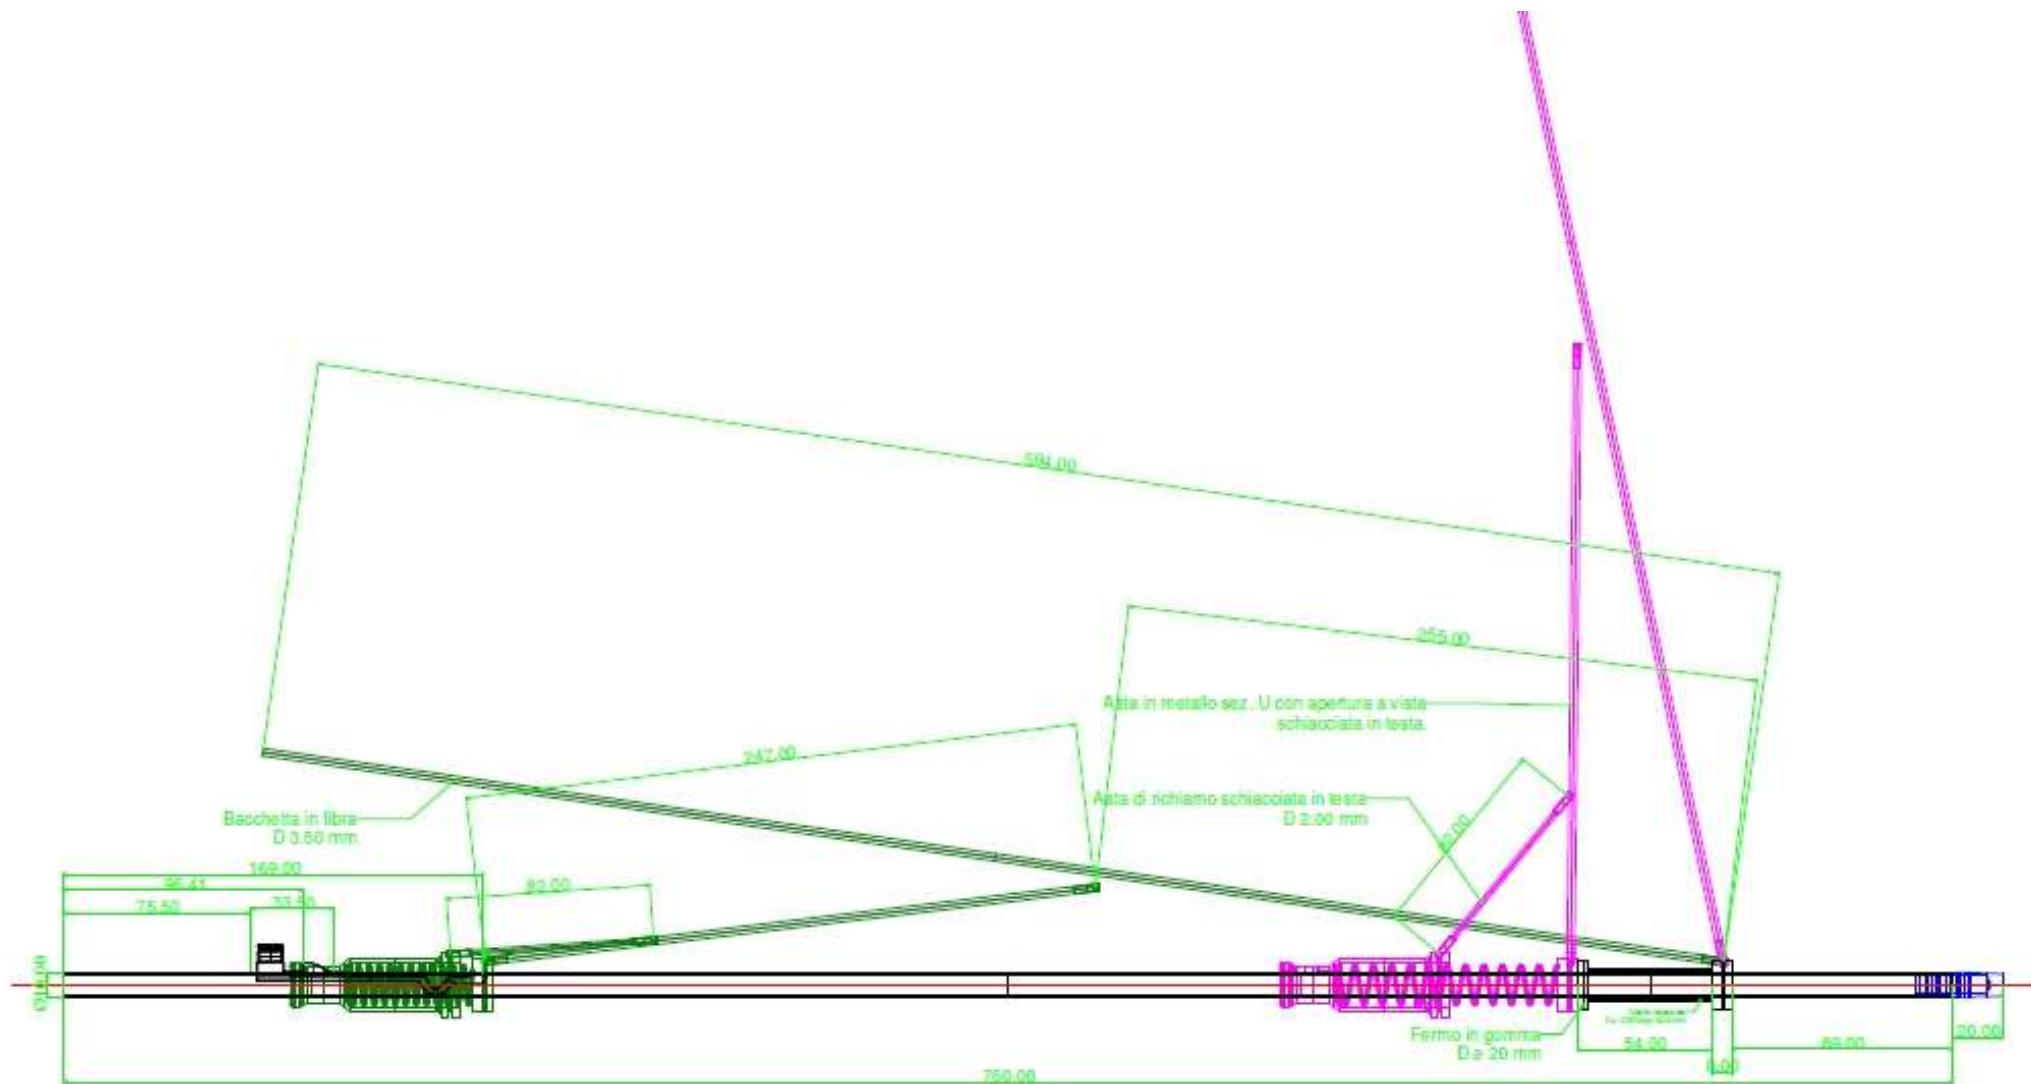 594.00
255.00
Asta in metallo sez. U con apertura a vista
schiacciata in testa.
247.00
Asta di richiamo schiacciata in testa
D 2.00 mm
Bacchetta in fibra
D 3.50 mm
169.00
96.41
82.00
75.50
33.50
Fermo in gomma
D.e 20 mm
54.00
89.00
20.00
760.00